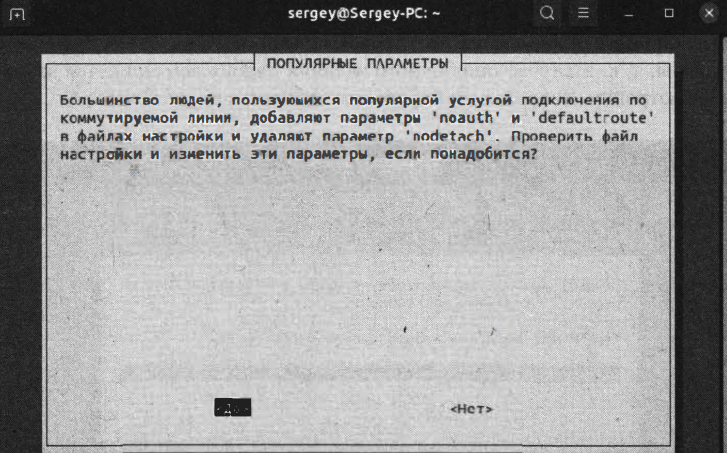 sergey@Sergey-PC: ~
ПОПУЛЯРНЫЕ ПАРАМЕТРЫ
Большинство людей, пользующихся популярной услугой подключения по
коммутируемой линии, добавляют параметры 'noauth' и 'defaultroute'
в файлах настройки и удаляют параметр 'nodetach'. Проверить файл
настройки и изменить эти параметры, если понадобится?
<Нет>